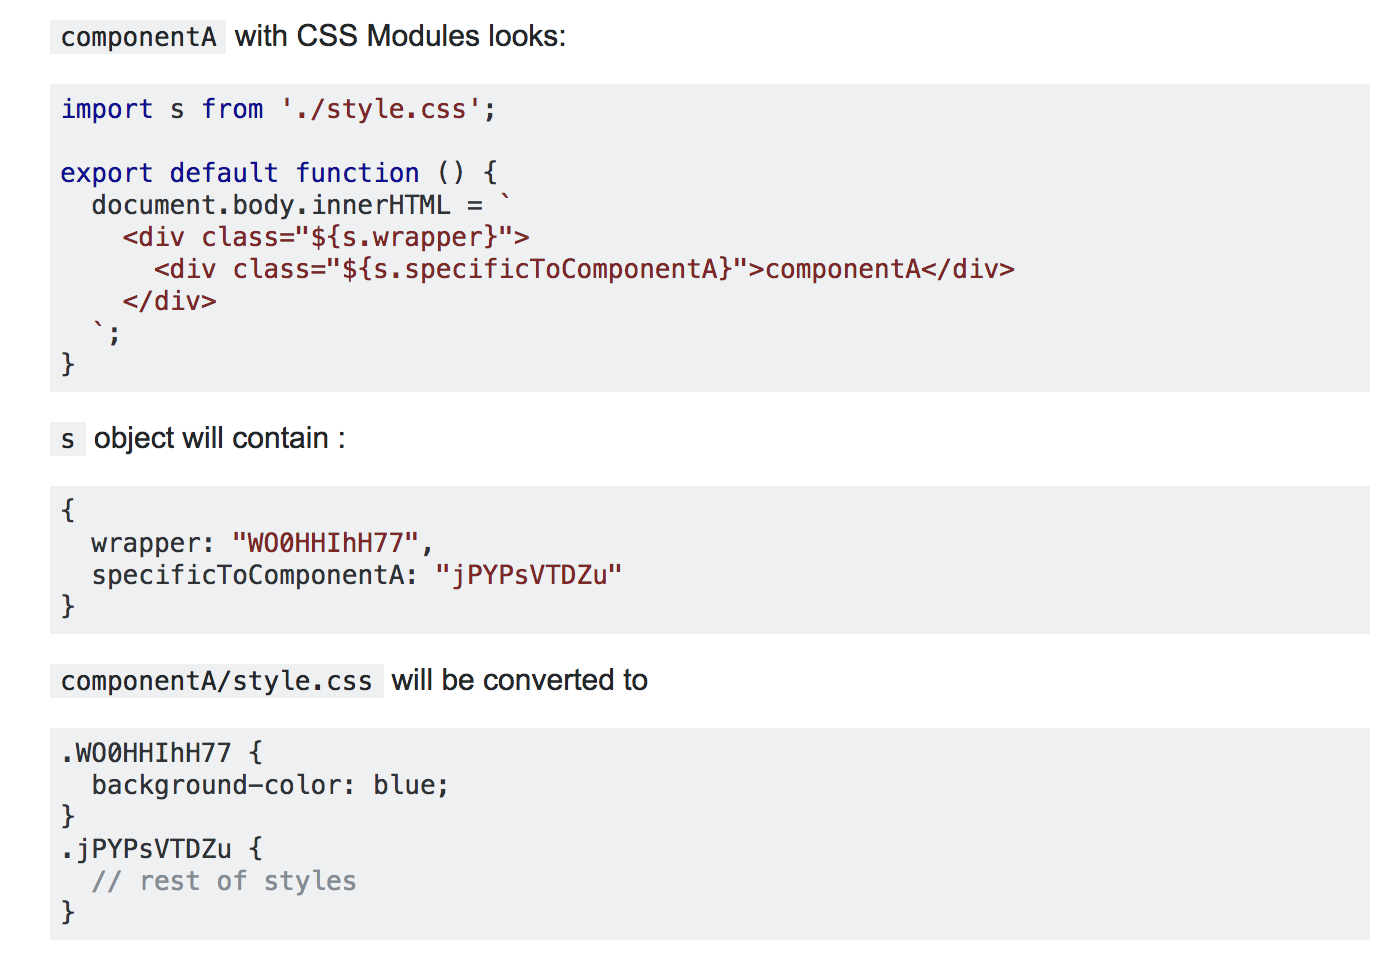 componentA with CSS Modules looks:
import s from './style.css';
export default function () {
  document.body.innerHTML = `
    <div class="${s.wrapper}">
      <div class="${s.specificToComponentA}">componentA</div>
    </div>
  `;
}
s object will contain :
{
  wrapper: "WO0HHIhH77",
  specificToComponentA: "jPYPsVTDZu"
}
componentA/style.css will be converted to
.WO0HHIhH77 {
  background-color: blue;
}
.jPYPsVTDZu {
  // rest of styles
}